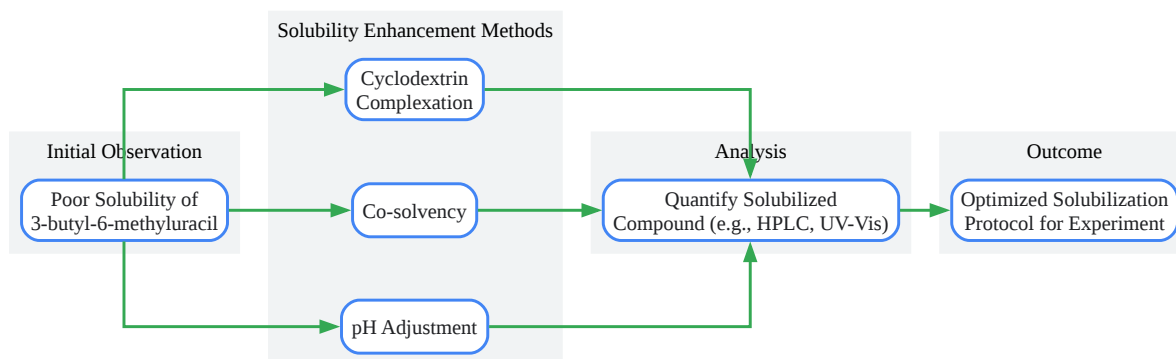 Solubility Enhancement Methods
Cyclodextrin
Complexation
Initial Observation
Poor Solubility of
3-butyl-6-methyluracil
Co-solvency
pH Adjustment
Analysis
Quantify Solubilized
Compound (e.g., HPLC, UV-Vis)
Outcome
Optimized Solubilization
Protocol for Experiment